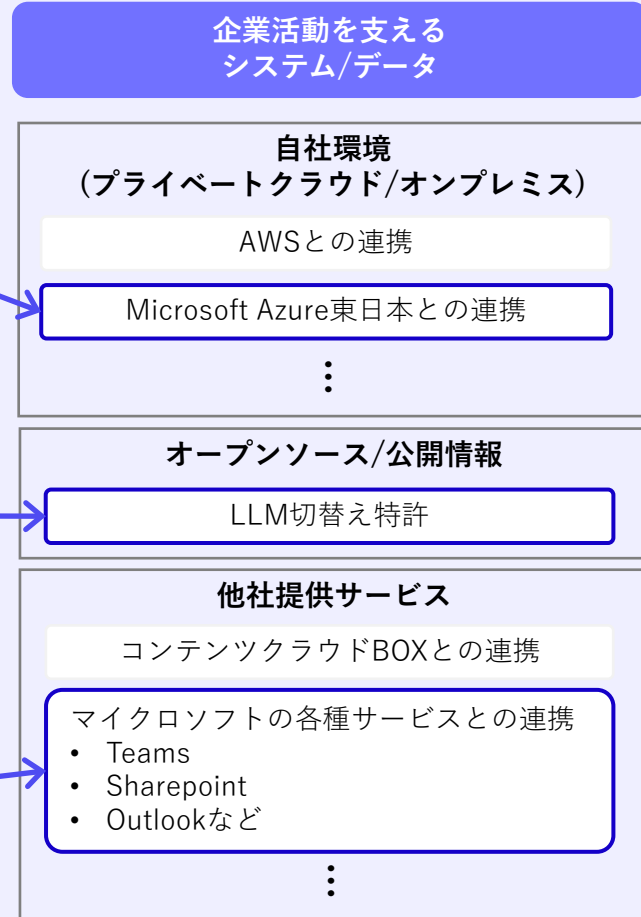 企業活動を支える
システム/データ
自社環境
(プライベートクラウド/オンプレミス)
AWSとの連携
Microsoft Azure東日本との連携
⋮
オープンソース/公開情報
LLM切替え特許
他社提供サービス
コンテンツクラウドBOXとの連携
マイクロソフトの各種サービスとの連携
• Teams
• Sharepoint
• Outlookなど
⋮